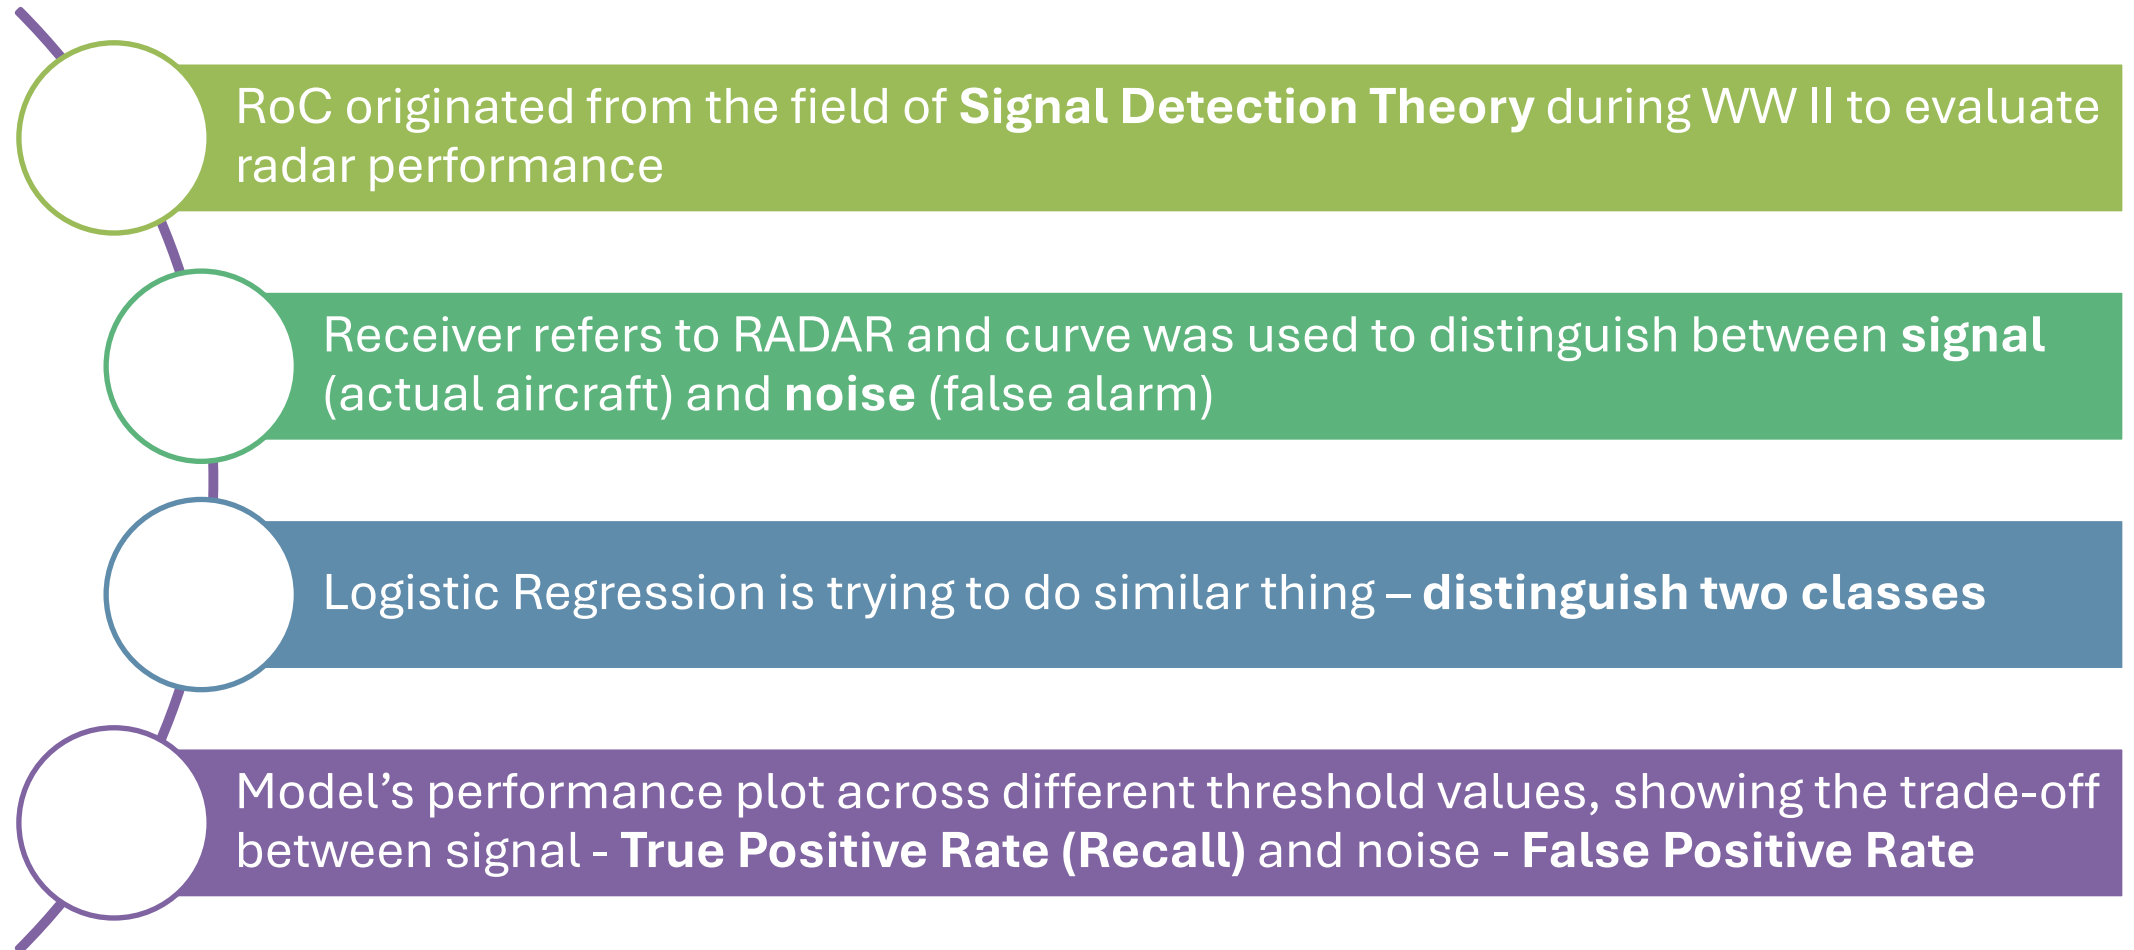 RoC originated from the field of Signal Detection Theory during WW II to evaluate
radar performance
Receiver refers to RADAR and curve was used to distinguish between signal
(actual aircraft) and noise (false alarm)
Logistic Regression is trying to do similar thing – distinguish two classes
Model’s performance plot across different threshold values, showing the trade-off
between signal - True Positive Rate (Recall) and noise - False Positive Rate